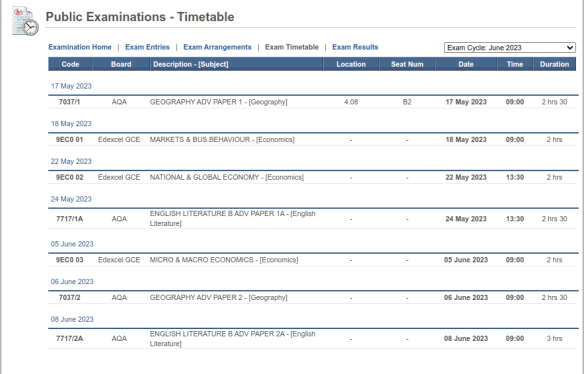 Public Examinations - Timetable
Examination Home | Exam Entries | Exam Arrangements | Exam Timetable | Exam Results
Exam Cycle: June 2023
Code Board Description - [Subject] Location Seat Num Date Time Duration
17 May 2023
7037/1 AQA GEOGRAPHY ADV PAPER 1 - [Geography] 4.08 B2 17 May 2023 09:00 2 hrs 30
18 May 2023
9EC0 01 Edexcel GCE MARKETS & BUS.BEHAVIOUR - [Economics] - - 18 May 2023 09:00 2 hrs
22 May 2023
9EC0 02 Edexcel GCE NATIONAL & GLOBAL ECONOMY - [Economics] - - 22 May 2023 13:30 2 hrs
24 May 2023
7717/1A AQA ENGLISH LITERATURE B ADV PAPER 1A - [English - - 24 May 2023 13:30 2 hrs 30
Literature]
05 June 2023
9EC0 03 Edexcel GCE MICRO & MACRO ECONOMICS - [Economics] - - 05 June 2023 09:00 2 hrs
06 June 2023
7037/2 AQA GEOGRAPHY ADV PAPER 2 - [Geography] - - 06 June 2023 09:00 2 hrs 30
08 June 2023
7717/2A AQA ENGLISH LITERATURE B ADV PAPER 2A - [English - - 08 June 2023 09:00 3 hrs
Literature]